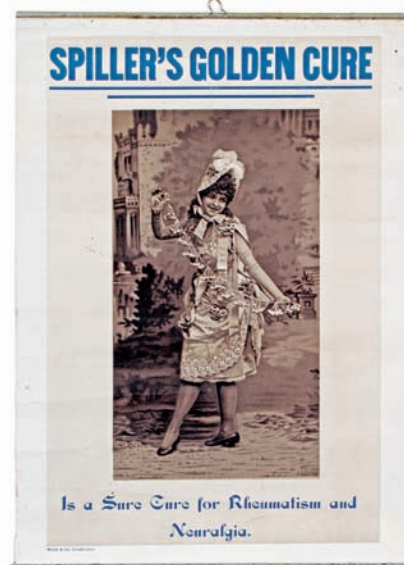 SPILLER'S GOLDEN CURE
Is a Sure Cure for Rheumatism and
Neuralgia.